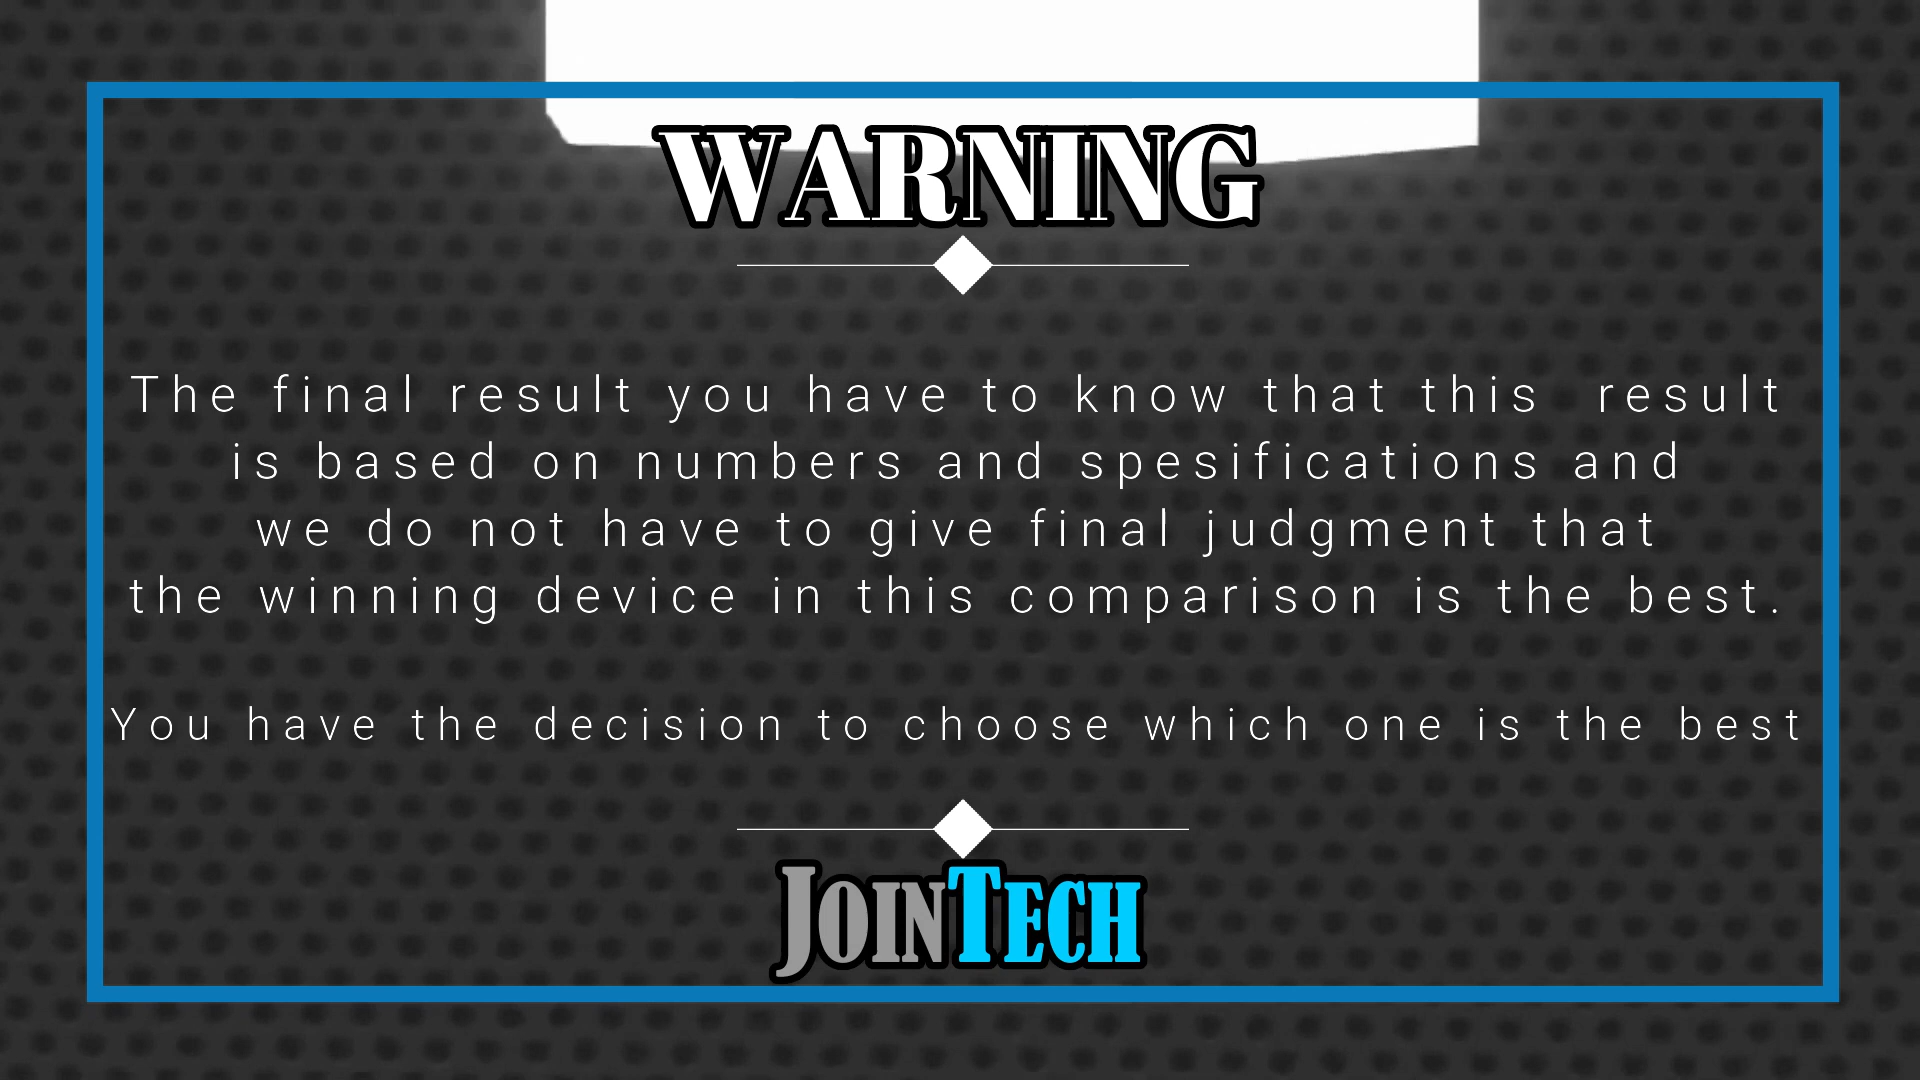 WARNING
The final result you have to know that this result
is based on numbers and spesifications and
we do not have to give final judgment that
the winning device in this comparison is the best.
You have the decision to choose which one is the best
JOINTECH